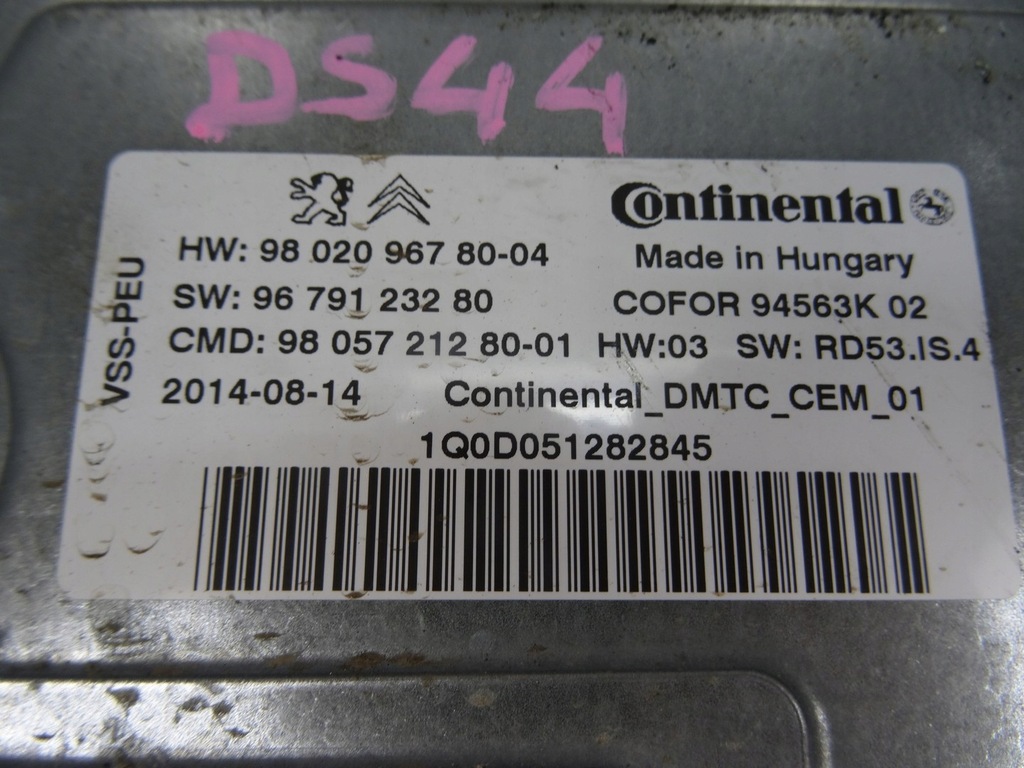 DS44
Continental
HW: 98 020 967 80-04
Made in Hungary
SW: 96 791 232 80
COFOR 94563K 02
CMD: 98 057 212 80-01 HW:03 SW: RD53.IS.4
2014-08-14 Continental_DMTC_CEM_01
1Q0D051282845
VSS-PEU